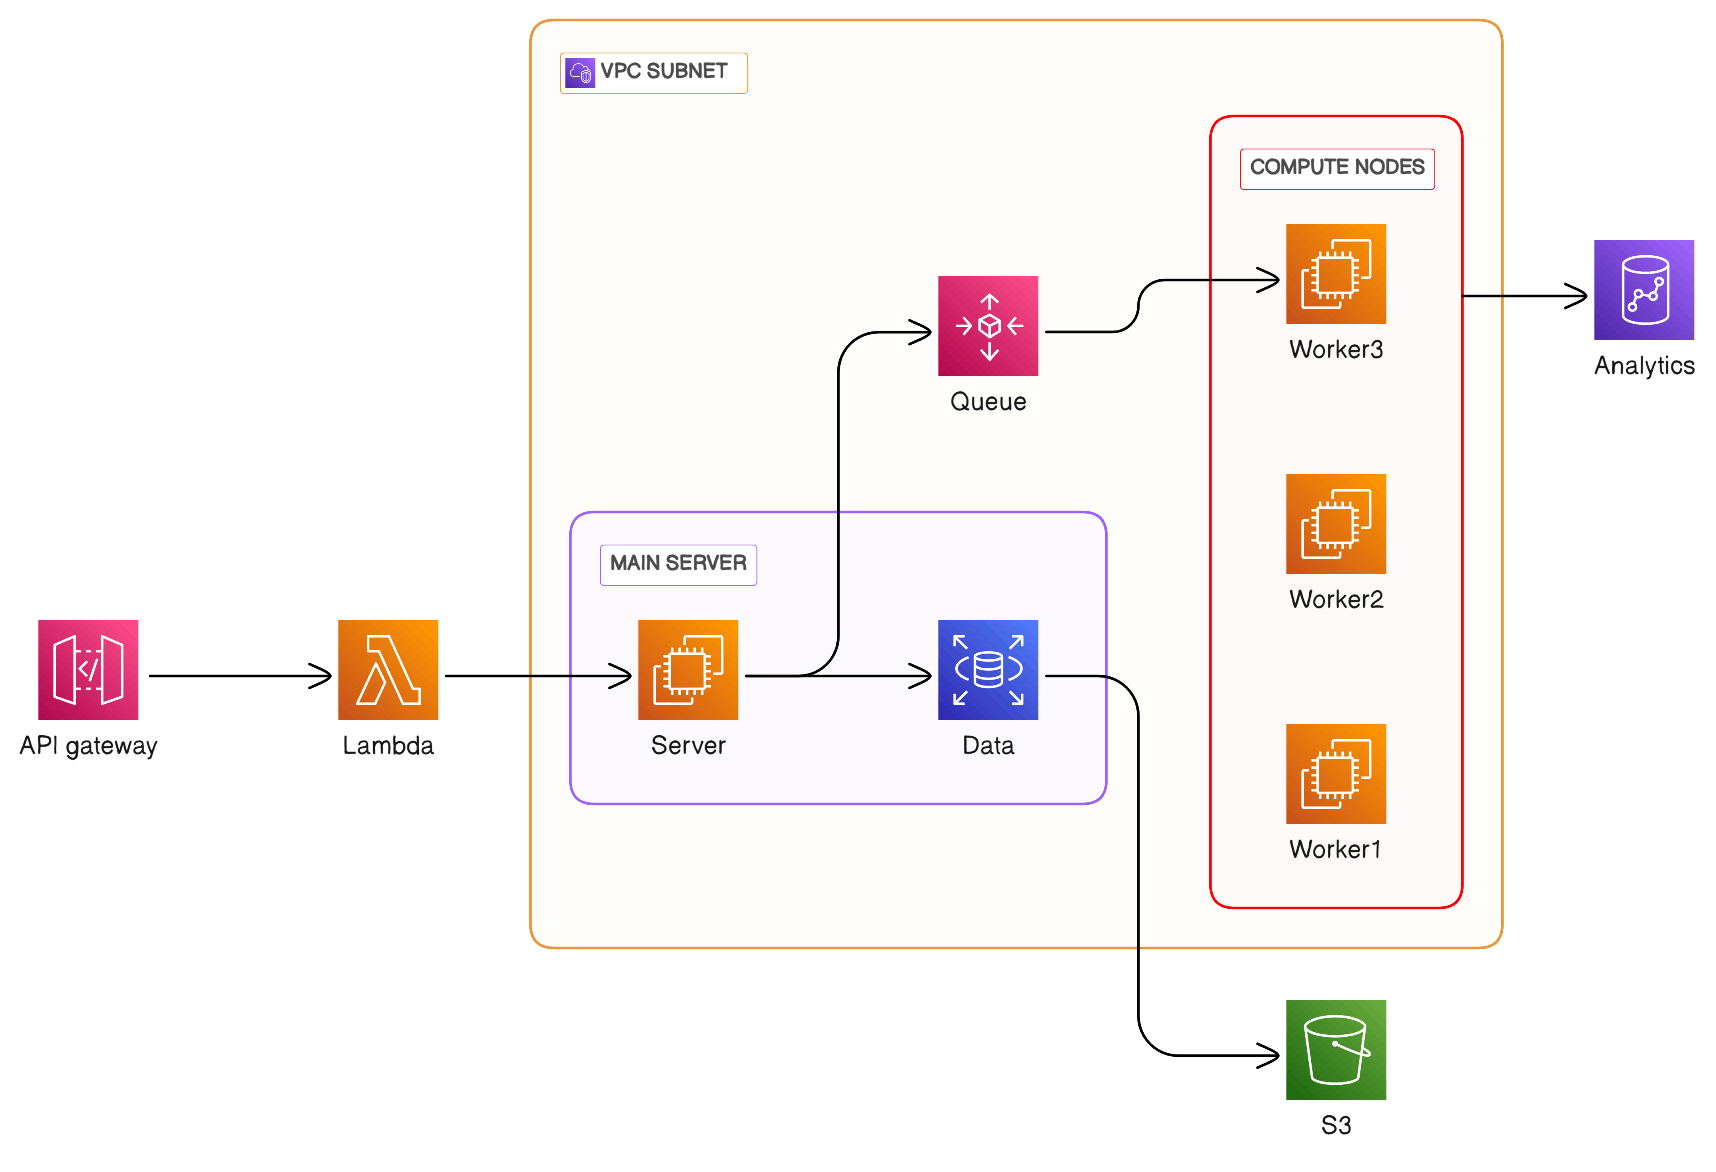 VPC SUBNET
COMPUTE NODES
Worker3
Analytics
Queue
Worker2
MAIN SERVER
API gateway
Lambda
Server
Data
Worker1
S3